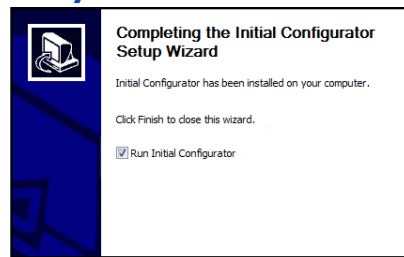 Completing the Initial Configurator
Setup Wizard
Initial Configurator has been installed on your computer.
Click Finish to close this wizard.
Run Initial Configurator